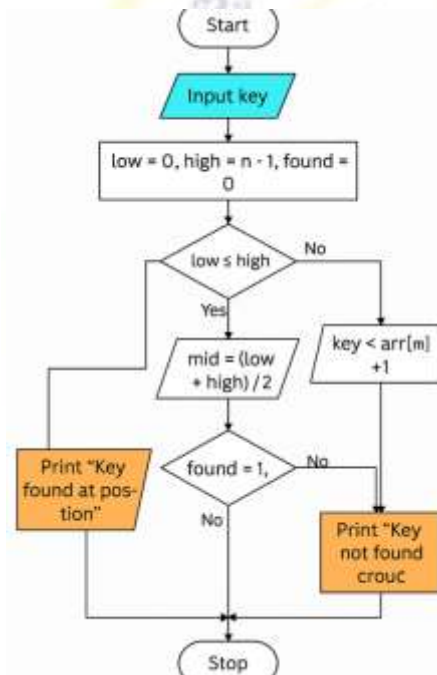 Start
Input key
low = 0, high = n - 1, found =
0
low ≤ high
No
Yes
mid = (low
+ high) / 2
key < arr[m]
+1
found = 1,
No
No
Print “Key
found at pos-
tion”
Print “Key
not found
crouc
Stop